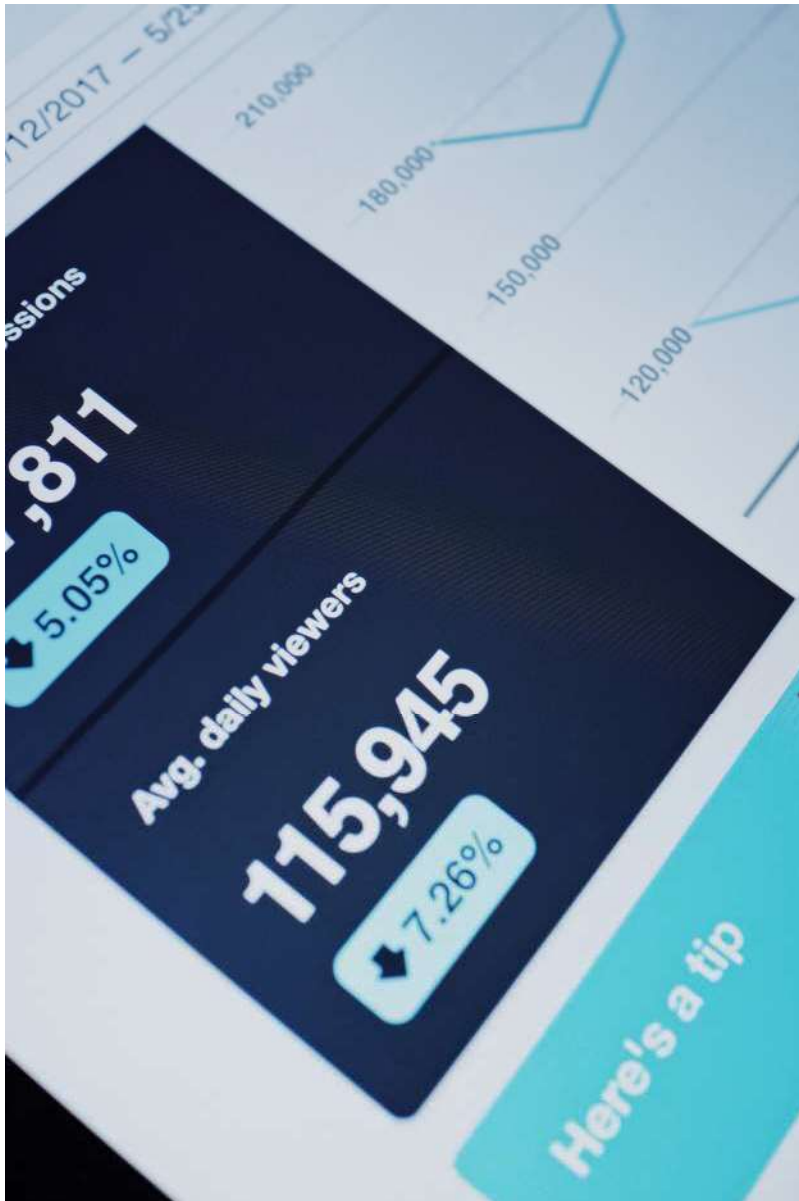 /12/2017 – 5/25
210,000
180,000
150,000
120,000
ssions
,811
5.05%
Avg. daily viewers
115,945
7.26%
Here's a tip